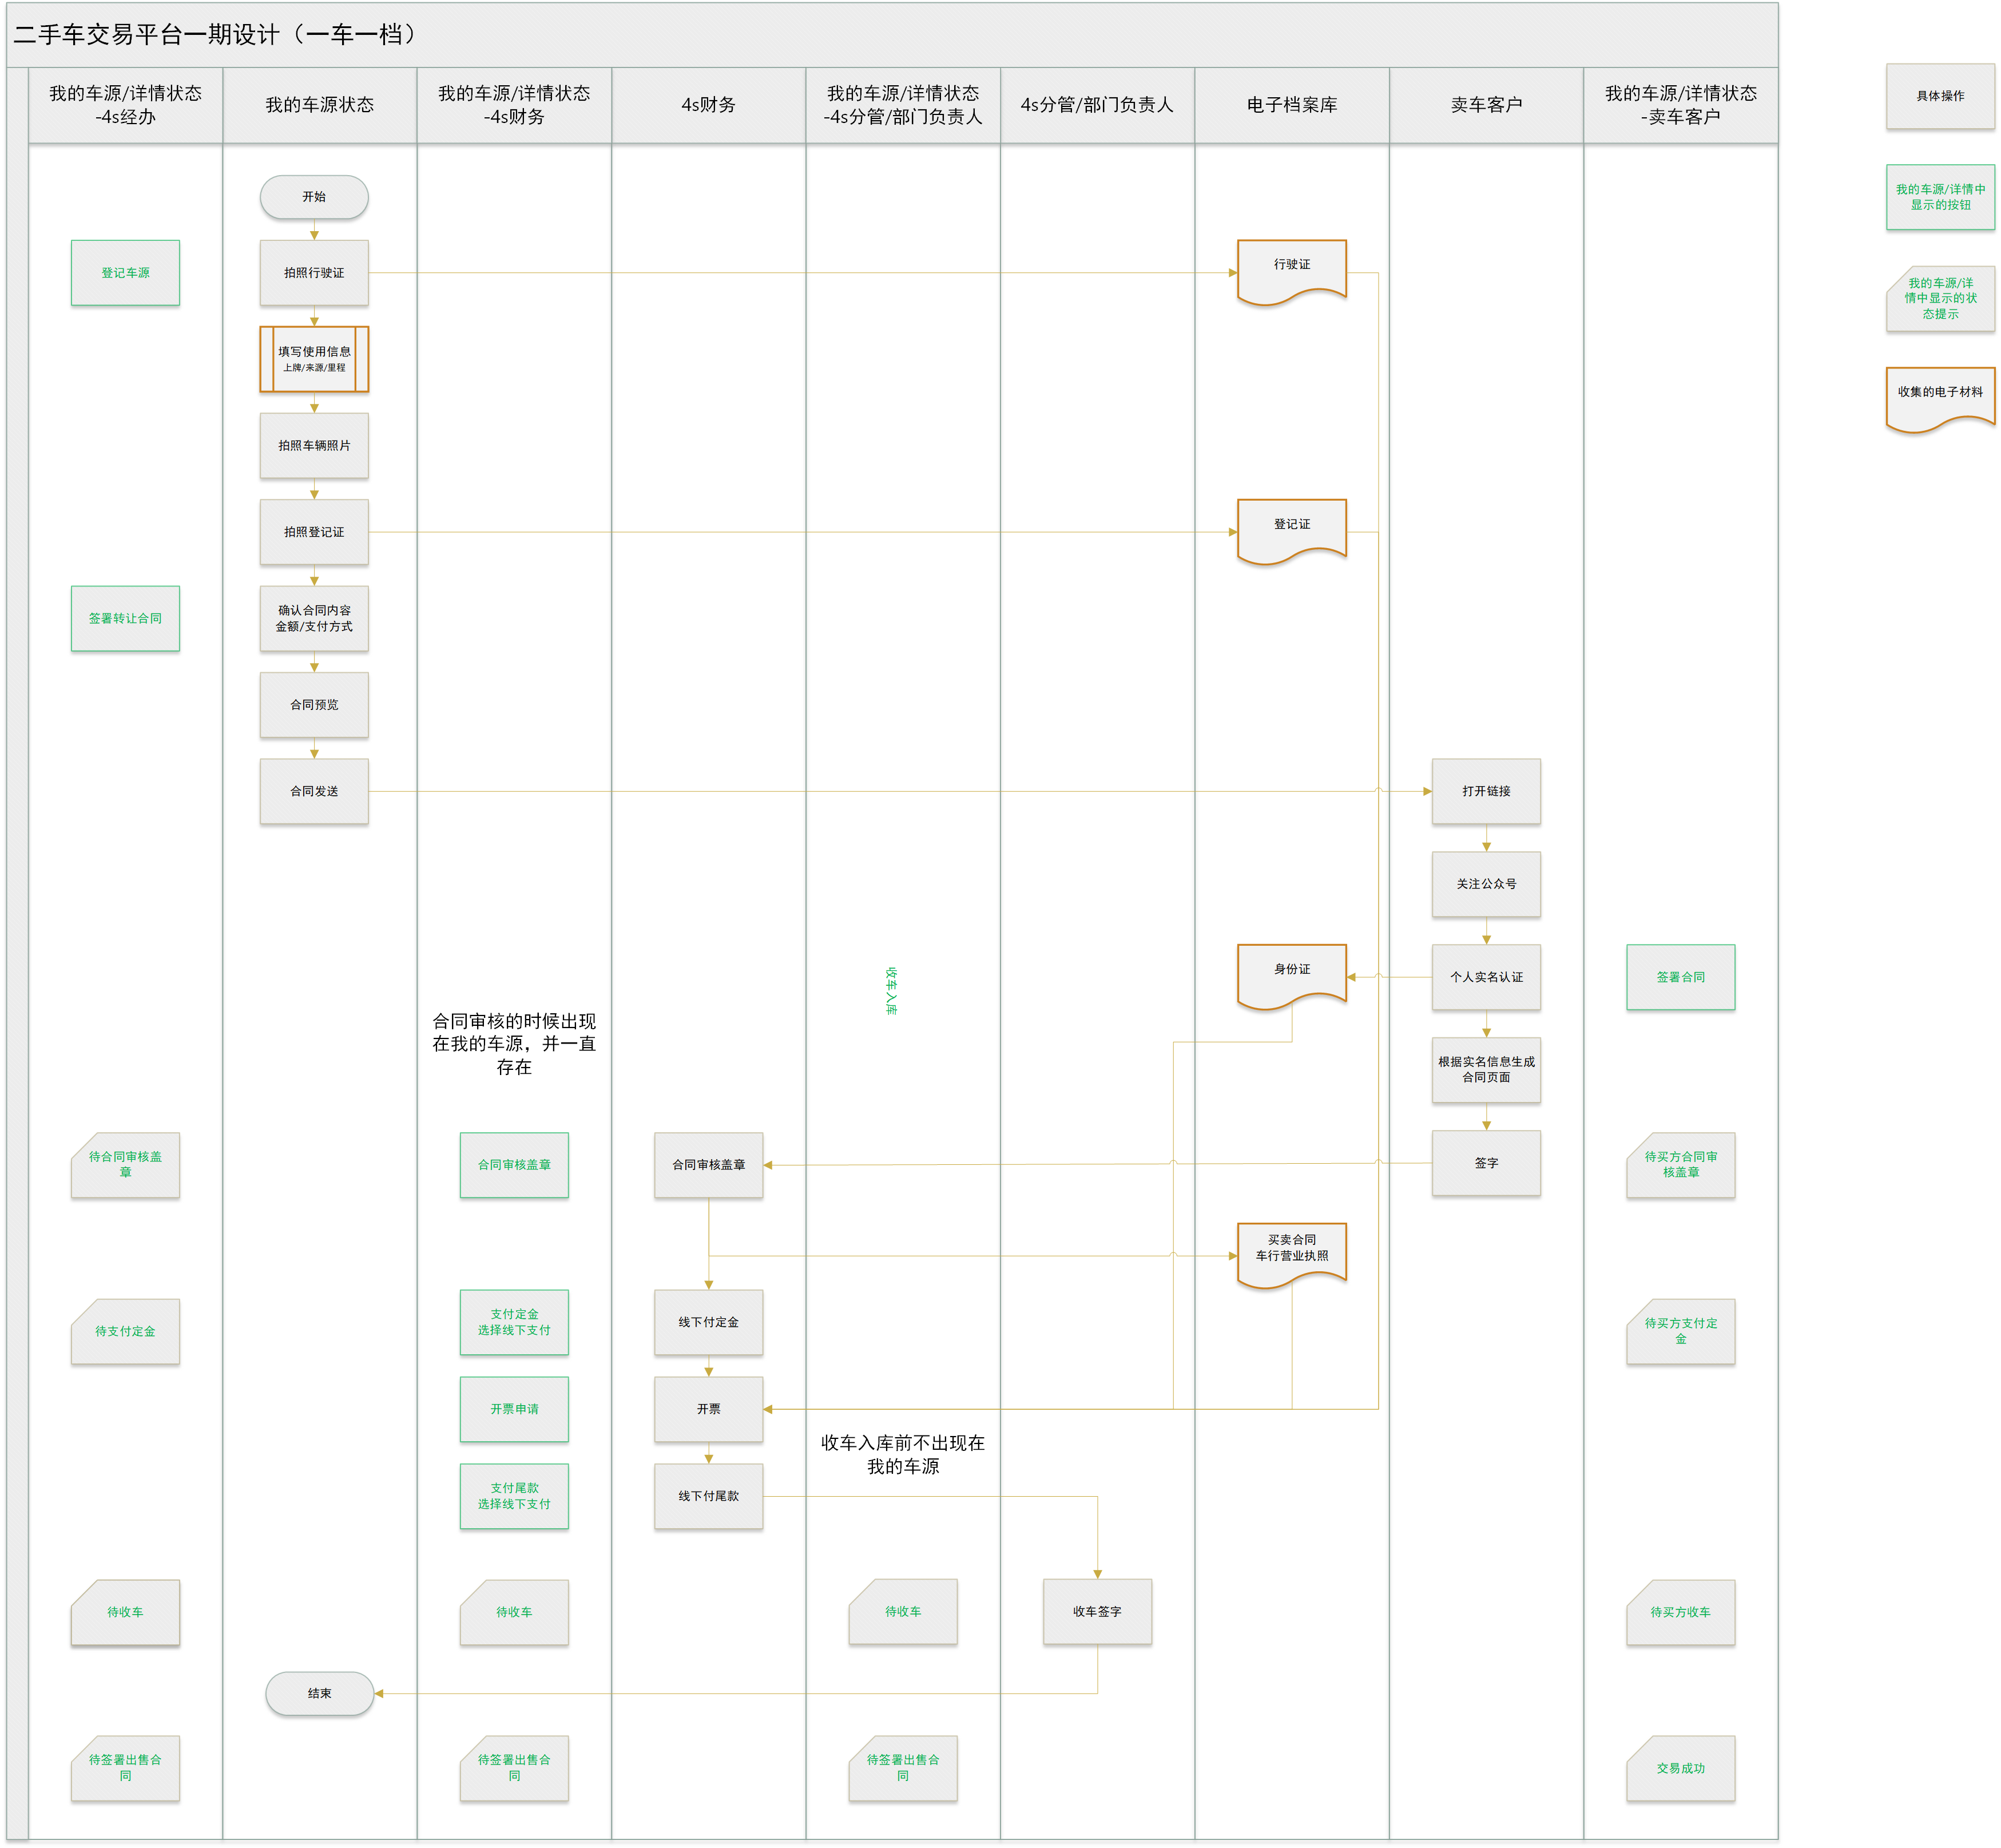 二手车交易平台一期设计（一车一档）
我的车源/详情状态
-4s经办
我的车源状态
我的车源/详情状态
-4s财务
4s财务
我的车源/详情状态
-4s分管/部门负责人
4s分管/部门负责人
电子档案库
卖车客户
我的车源/详情状态
-卖车客户
具体操作
我的车源/详情中
显示的按钮
我的车源/详
情中显示的状
态提示
收集的电子材料
开始
登记车源
拍照行驶证
行驶证
填写使用信息
上牌/来源/里程
拍照车辆照片
拍照登记证
登记证
签署转让合同
确认合同内容
金额/支付方式
合同预览
合同发送
打开链接
关注公众号
收车入库
身份证
个人实名认证
签署合同
合同审核的时候出现
在我的车源，并一直
存在
根据实名信息生成
合同页面
待合同审核盖
章
合同审核盖章
合同审核盖章
签字
待买方合同审
核盖章
买卖合同
车行营业执照
待支付定金
支付定金
选择线下支付
线下付定金
待买方支付定
金
开票申请
开票
收车入库前不出现在
我的车源
支付尾款
选择线下支付
线下付尾款
待收车
待收车
待收车
收车签字
待买方收车
结束
待签署出售合
同
待签署出售合
同
待签署出售合
同
交易成功